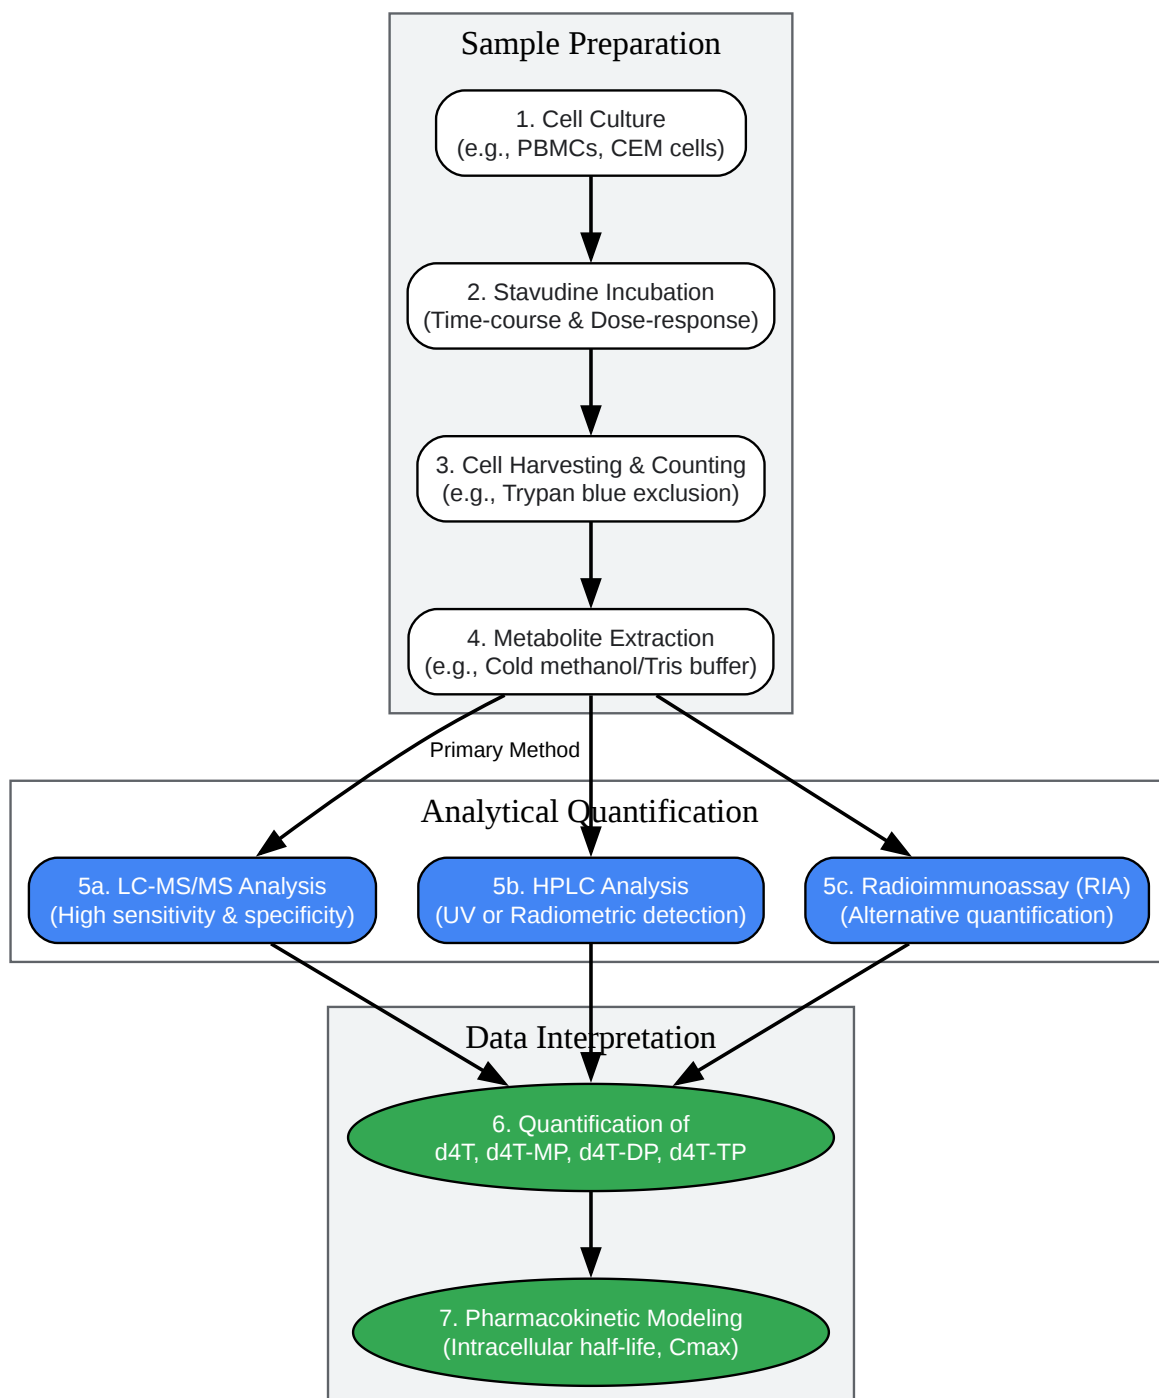 Sample Preparation
1. Cell Culture
(e.g., PBMCs, CEM cells)
2. Stavudine Incubation
(Time-course & Dose-response)
3. Cell Harvesting & Counting
(e.g., Trypan blue exclusion)
4. Metabolite Extraction
(e.g., Cold methanol/Tris buffer)
Primary Method
Analytical Quantification
5a. LC-MS/MS Analysis
(High sensitivity & specificity)
5b. HPLC Analysis
(UV or Radiometric detection)
5c. Radioimmunoassay (RIA)
(Alternative quantification)
Data Interpretation
6. Quantification of
d4T, d4T-MP, d4T-DP, d4T-TP
7. Pharmacokinetic Modeling
(Intracellular half-life, Cmax)